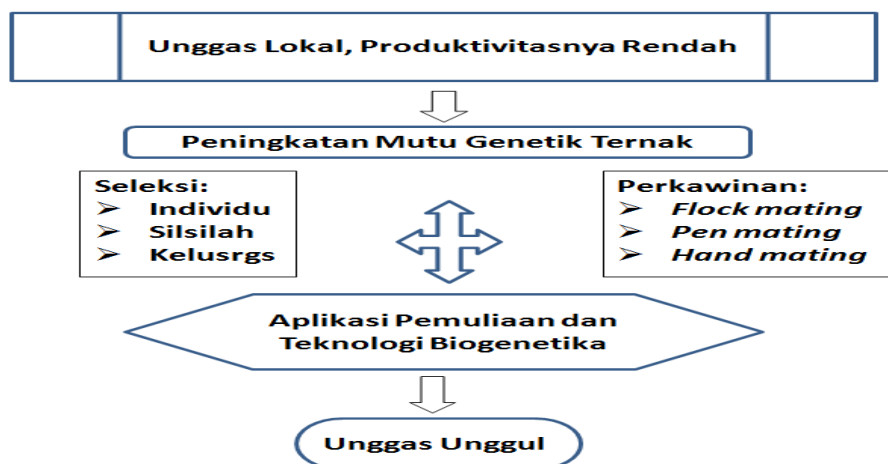 Unggas Lokal, Produktivitasnya Rendah
Peningkatan Mutu Genetik Ternak
Seleksi:
➢ Individu
➢ Silsilah
➢ Kelusrgs
Perkawinan:
➢ Flock mating
➢ Pen mating
➢ Hand mating
Aplikasi Pemuliaan dan
Teknologi Biogenetika
Unggas Unggul